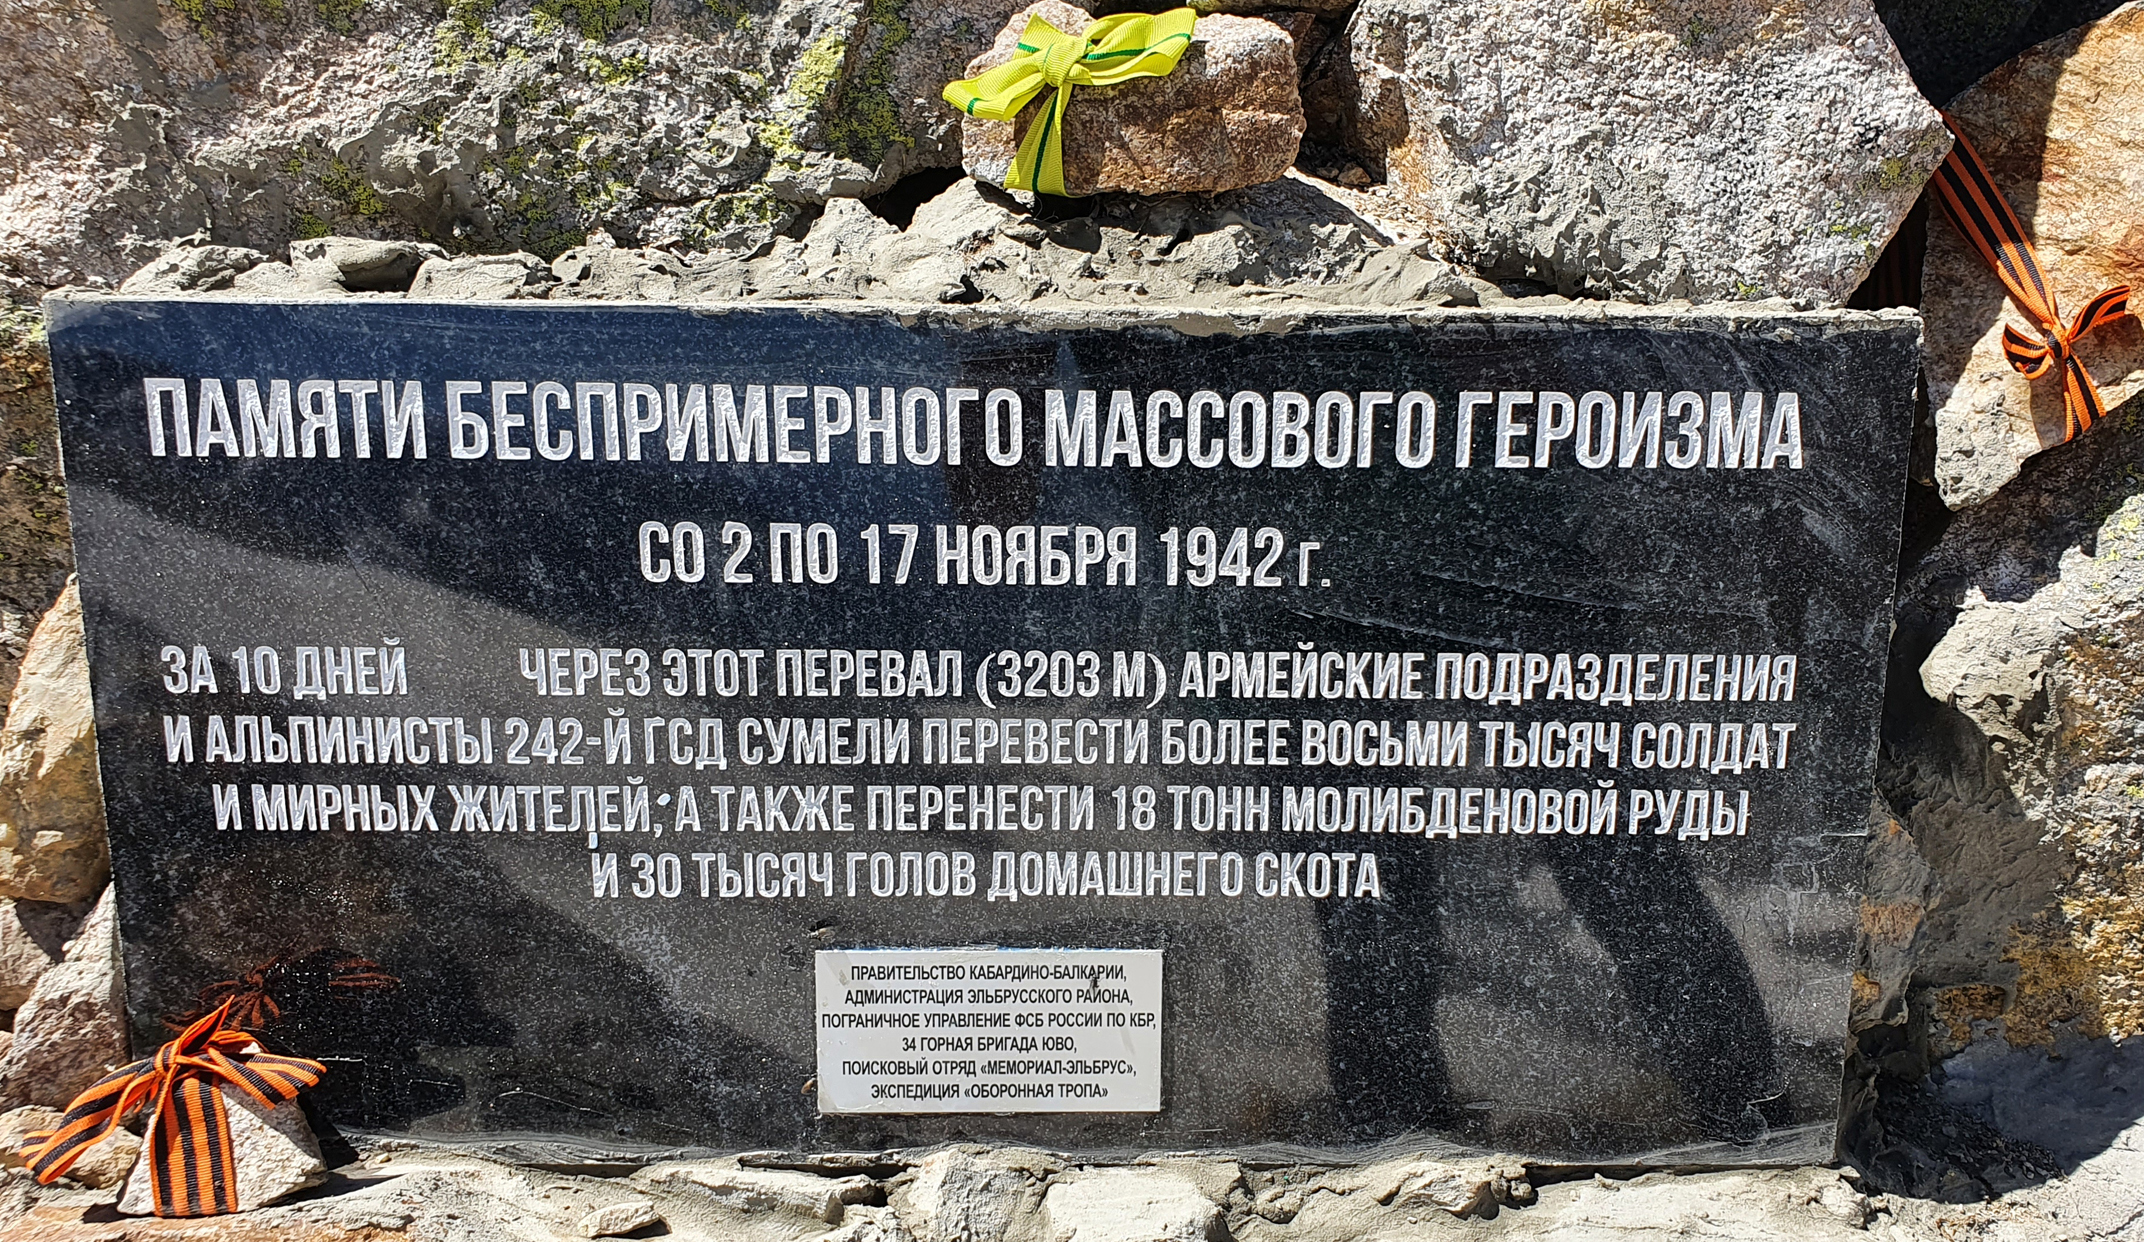 ПАМЯТИ БЕСПРИМЕРНОГО МАССОВОГО ГЕРОИЗМА
СО 2 ПО 17 НОЯБРЯ 1942 г.
ЗА 10 ДНЕЙ ЧЕРЕЗ ЭТОТ ПЕРЕВАЛ (3203 М) АРМЕЙСКИЕ ПОДРАЗДЕЛЕНИЯ
И АЛЬПИНИСТЫ 242-Й ГСД СУМЕЛИ ПЕРЕВЕСТИ БОЛЕЕ ВОСЬМИ ТЫСЯЧ СОЛДАТ
И МИРНЫХ ЖИТЕЛЕЙ; А ТАКЖЕ ПЕРЕНЕСТИ 18 ТОНН МОЛИБДЕНОВОЙ РУДЫ
И 30 ТЫСЯЧ ГОЛОВ ДОМАШНЕГО СКОТА
ПРАВИТЕЛЬСТВО КАБАРДИНО-БАЛКАРИИ,
АДМИНИСТРАЦИЯ ЭЛЬБРУССКОГО РАЙОНА,
ПОГРАНИЧНОЕ УПРАВЛЕНИЕ ФСБ РОССИИ ПО КБР,
34 ГОРНАЯ БРИГАДА ЮВО,
ПОИСКОВЫЙ ОТРЯД «МЕМОРИАЛ-ЭЛЬБРУС»,
ЭКСПЕДИЦИЯ «ОБОРОННАЯ ТРОПА»